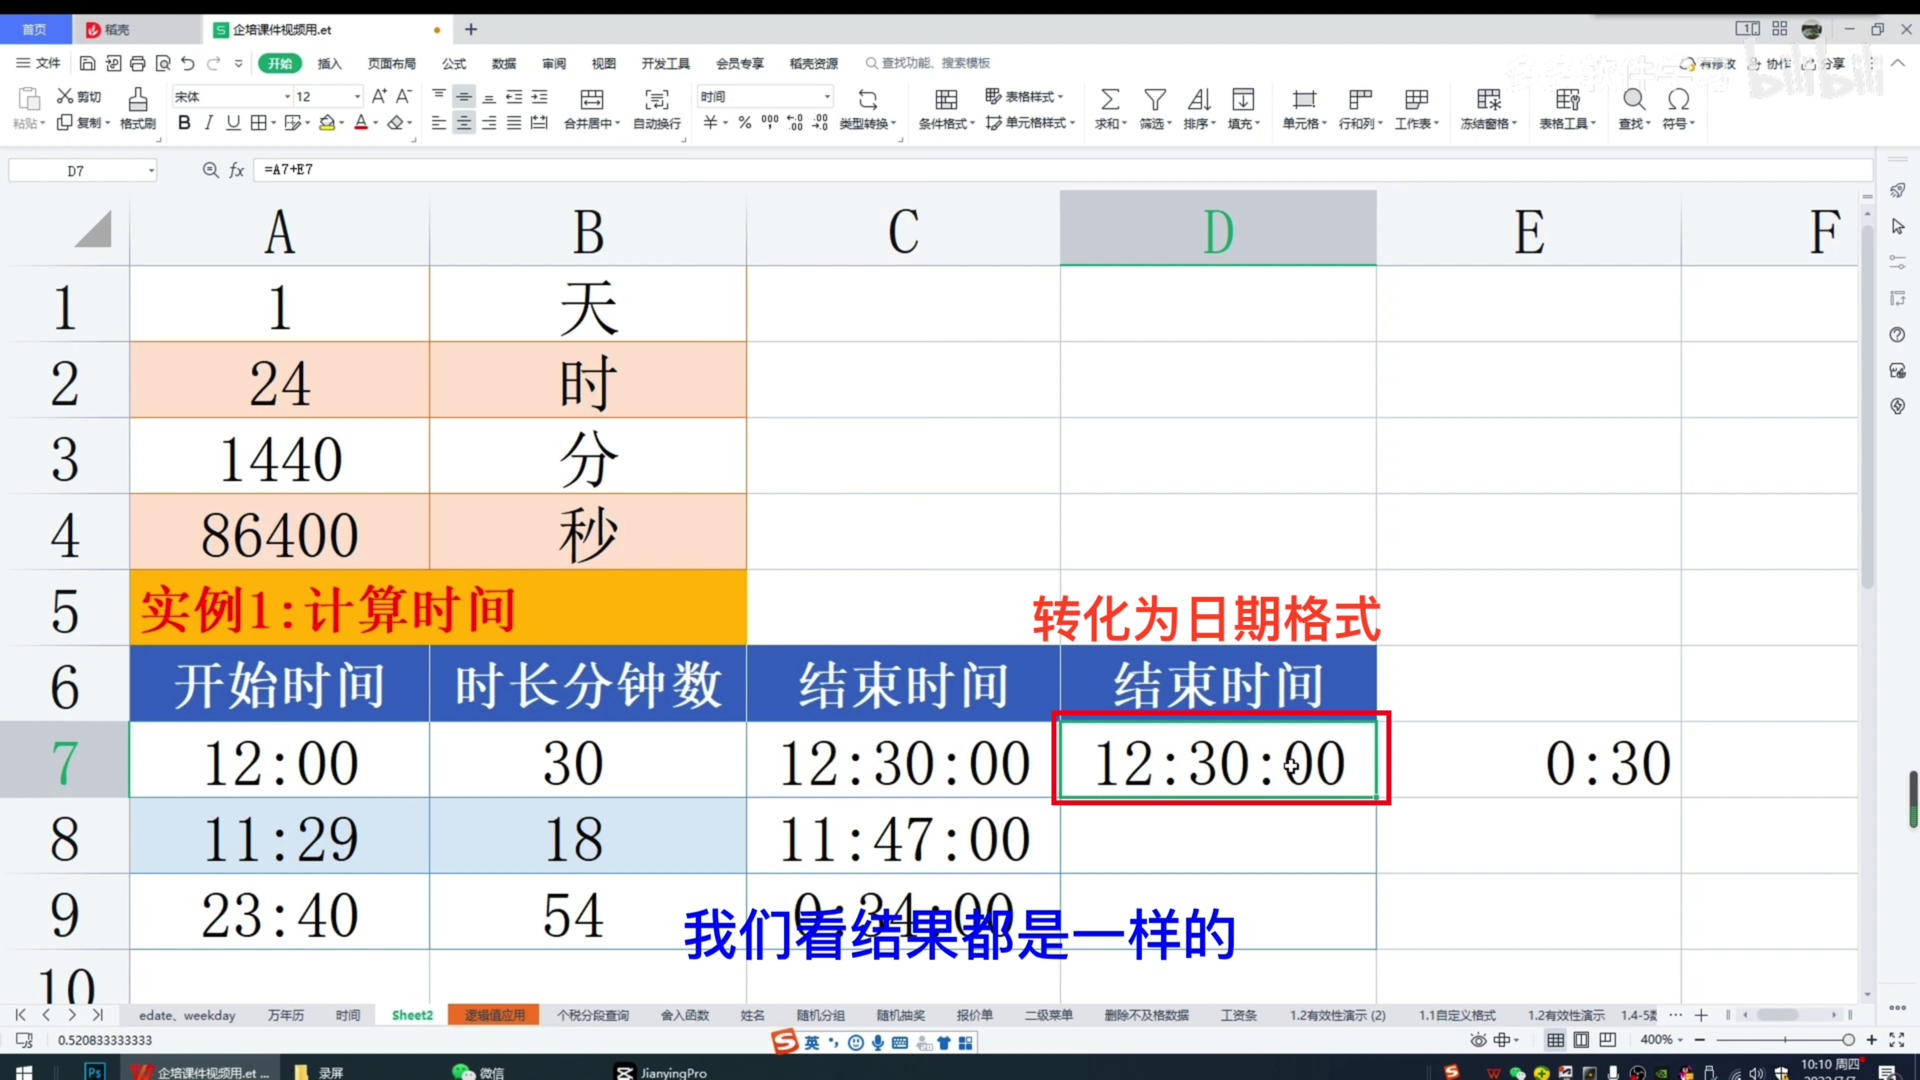 首页 稻壳 企培课件视频用.et
文件 开始 插入 页面布局 公式 数据 审阅 视图 开发工具 会员专享 稻壳资源 查找功能、搜索模板 有修改 协作 分享
bilibili
剪切 宋体 12 时间 表格样式
粘贴 复制 格式刷 合并居中 自动换行 类型转换 条件格式 单元格样式 求和 筛选 排序 填充 单元格 行和列 工作表 冻结窗格 表格工具 查找 符号
D7 fx =A7+E7
A B C D E F
1 1 天
2 24 时
3 1440 分
4 86400 秒
5 实例1:计算时间 转化为日期格式
6 开始时间 时长分钟数 结束时间 结束时间
7 12:00 30 12:30:00 12:30:00 0:30
8 11:29 18 11:47:00
9 23:40 54 0:34:00
我们看结果都是一样的
10
edate、weekday 万年历 时间 Sheet2 逻辑值应用 个税分段查询 舍入函数 姓名 随机分组 随机抽奖 报价单 二级菜单 删除不及格数据 工资条 1.2有效性演示 (2) 1.1自定义格式 1.2有效性演示
0.520833333333 英 400%
Ps 企培课件视频用.et ... 录屏 微信 JianyingPro 10:10 周四